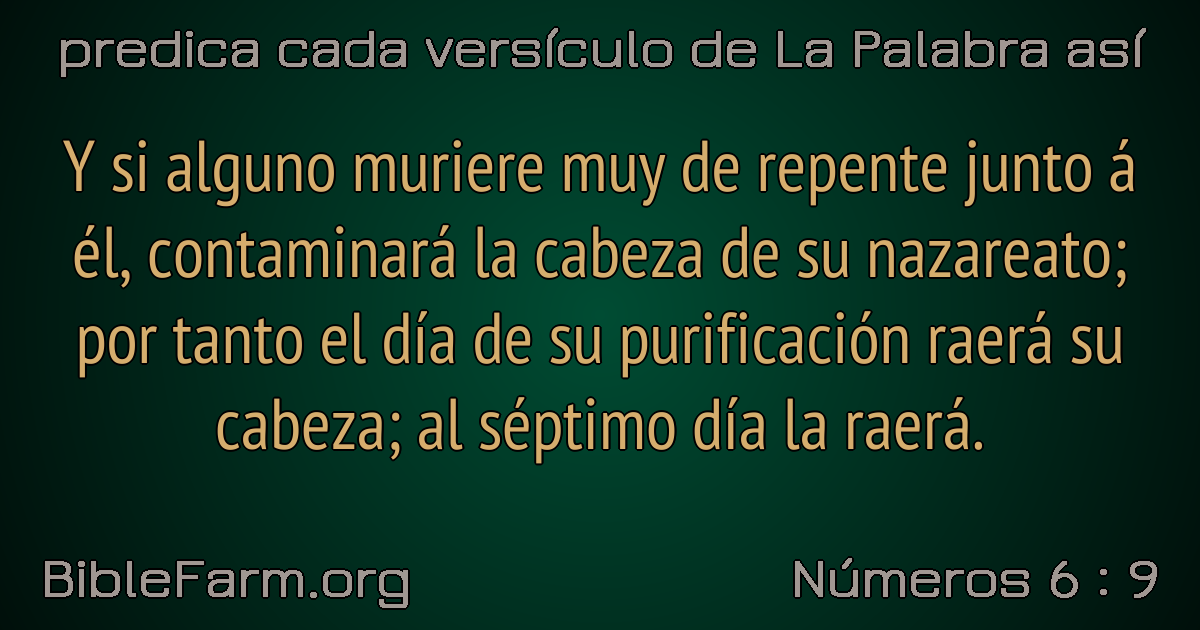 predica cada versículo de La Palabra así
Y si alguno muriere muy de repente junto á
él, contaminará la cabeza de su nazareato;
por tanto el día de su purificación raerá su
cabeza; al séptimo día la raerá.
BibleFarm.org
Números 6 : 9